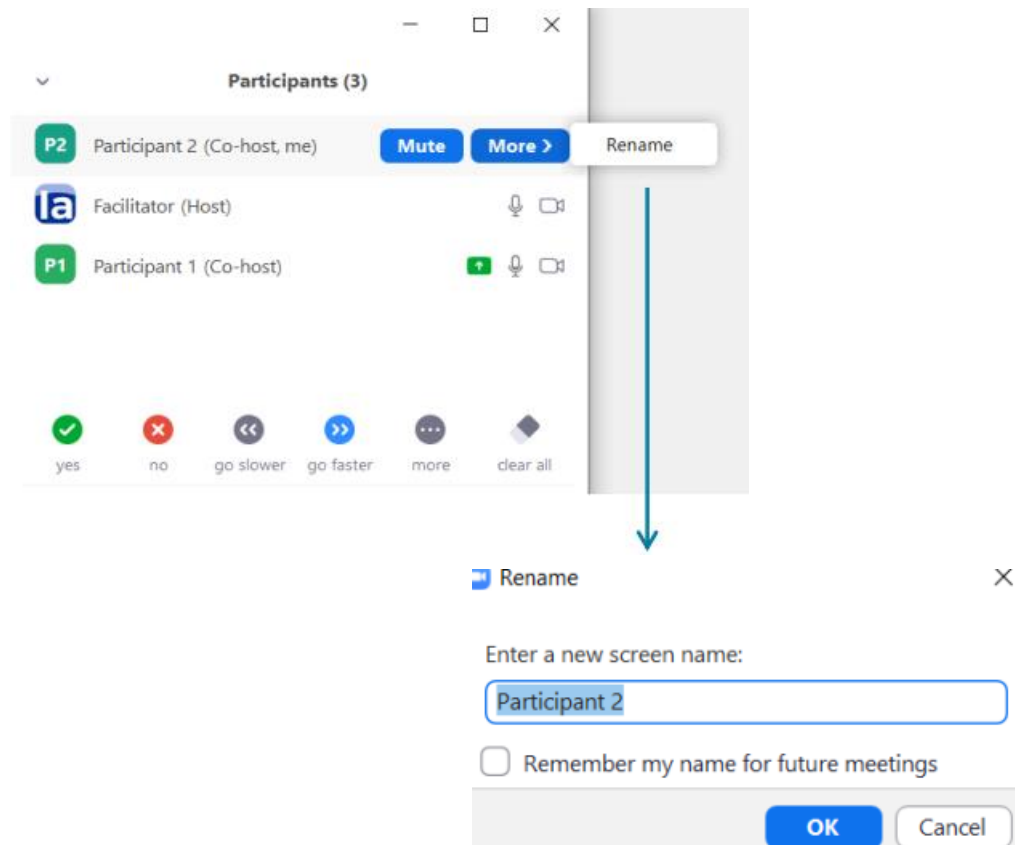 Participants (3)
P2 Participant 2 (Co-host, me) Mute More > Rename
la Facilitator (Host)
P1 Participant 1 (Co-host)
yes no go slower go faster more clear all
Rename
Enter a new screen name:
Participant 2
Remember my name for future meetings
OK Cancel